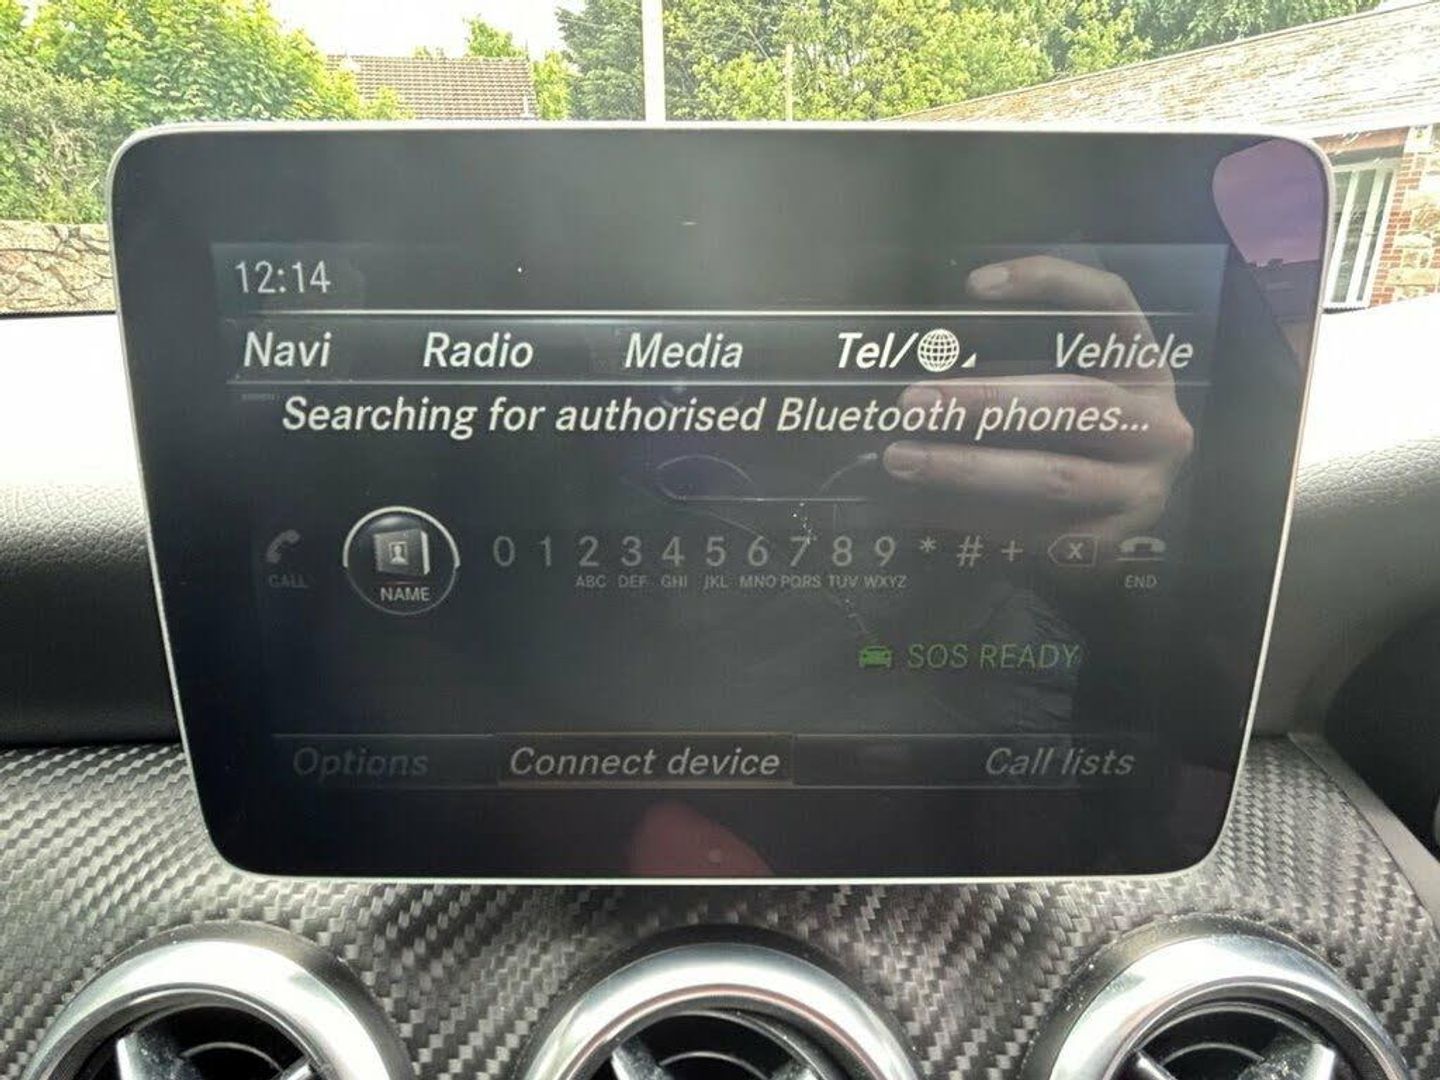 12:14
Navi Radio Media Tel/ Vehicle
Searching for authorised Bluetooth phones...
0 1 2 3 4 5 6 7 8 9 * # + X
CALL NAME ABC DEF GHI JKL MNO PQRS TUV WXYZ END
SOS READY
Options Connect device Call lists